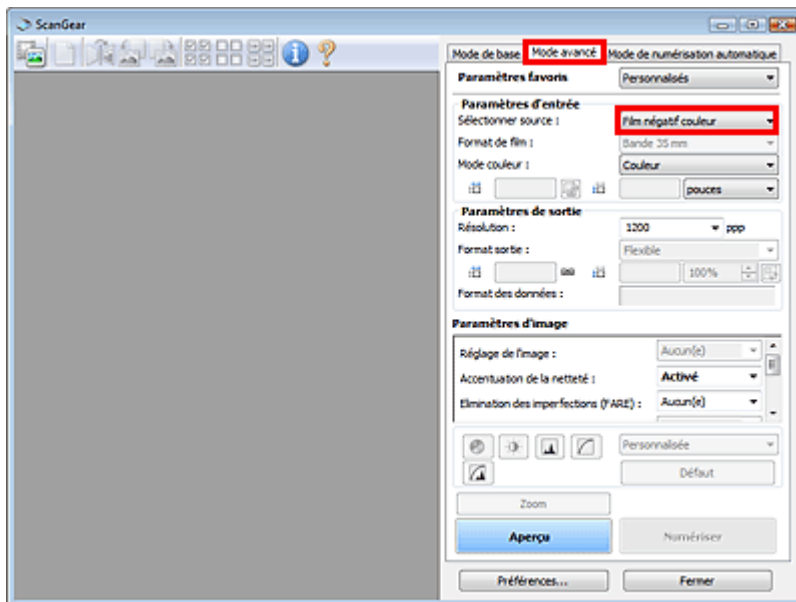 ScanGear
Mode de base Mode avancé Mode de numérisation automatique
Paramètres favoris Personnalisés
Paramètres d'entrée
Sélectionner source : Film négatif couleur
Format de film : Bande 35 mm
Mode couleur : Couleur
pouces
Paramètres de sortie
Résolution : 1200 ppp
Format sortie : Flexible
100%
Format des données :
Paramètres d'image
Réglage de l'image : Aucun(e)
Accentuation de la netteté : Activé
Elimination des imperfections (FARE) : Aucun(e)
Personnalisée
Défaut
Zoom
Aperçu Numériser
Préférences... Fermer